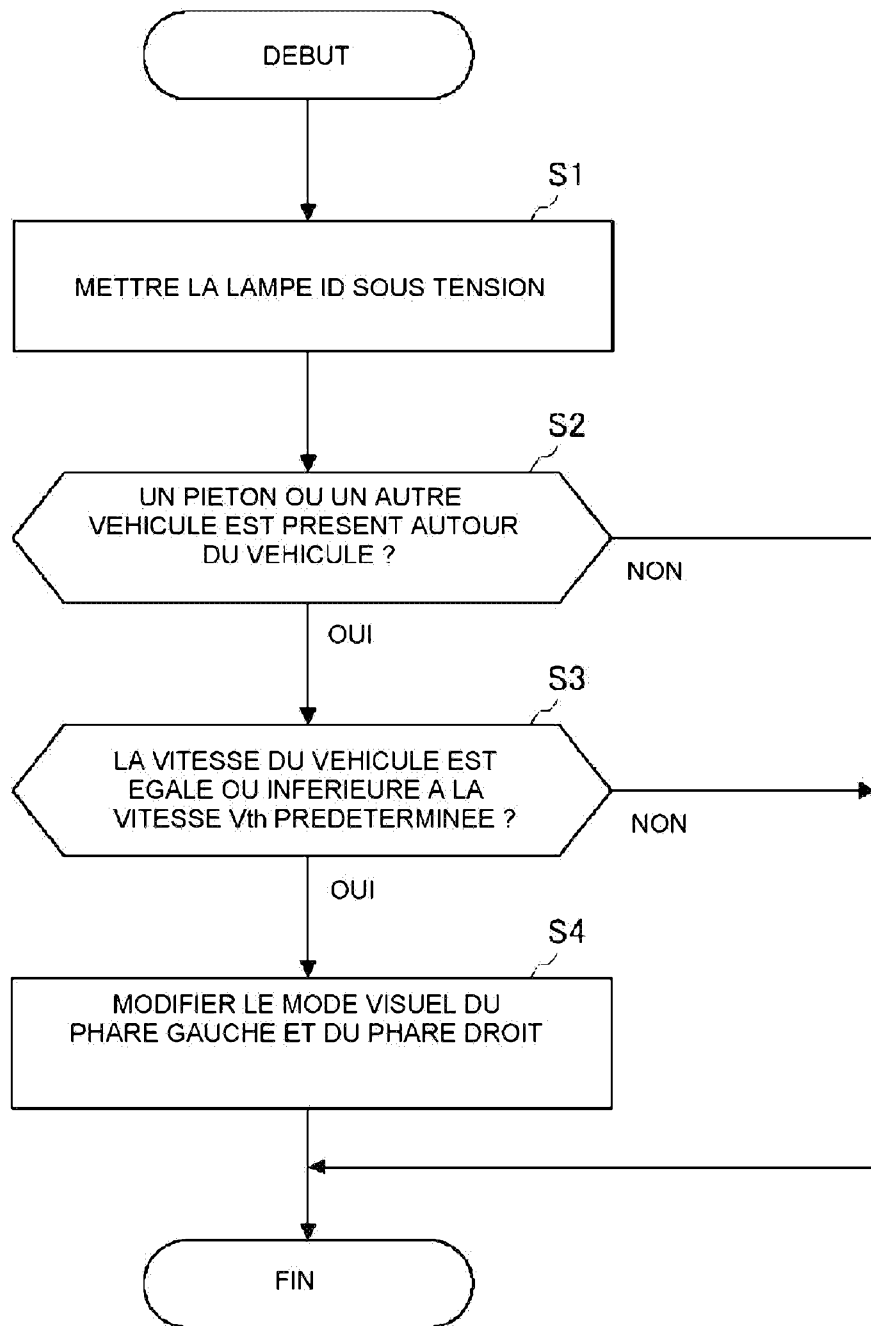 DEBUT
S1
METTRE LA LAMPE ID SOUS TENSION
S2
UN PIETON OU UN AUTRE
VEHICULE EST PRESENT AUTOUR
DU VEHICULE ?
NON
OUI
S3
LA VITESSE DU VEHICULE EST
EGALE OU INFERIEURE A LA
VITESSE Vth PREDETERMINEE ?
NON
OUI
S4
MODIFIER LE MODE VISUEL DU
PHARE GAUCHE ET DU PHARE DROIT
FIN